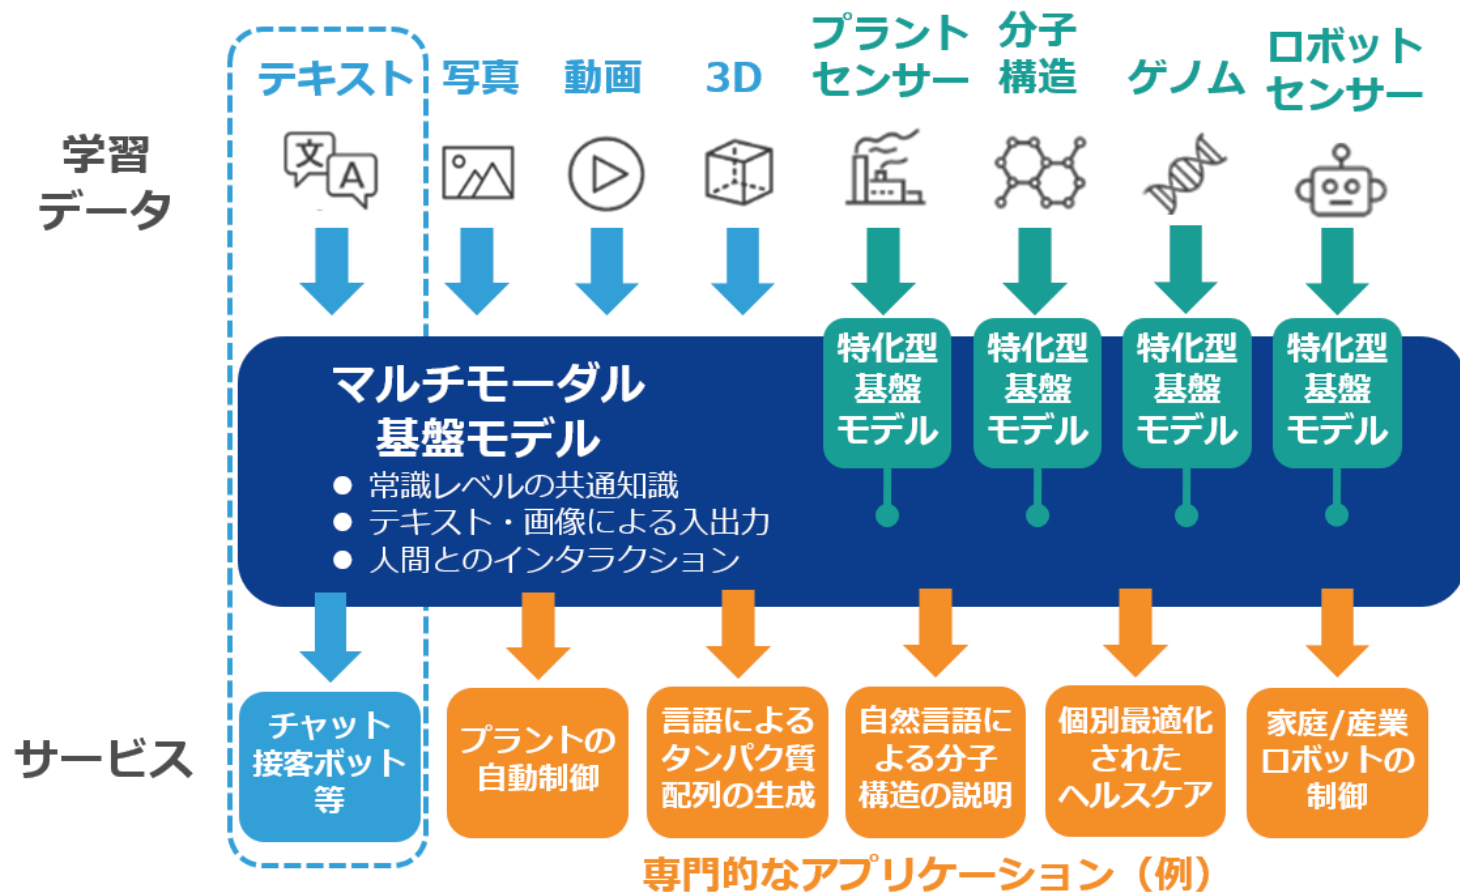 テキスト
写真
動画
3D
プラント
センサー
分子
構造
ゲノム
ロボット
センサー
学習
データ
文
A
マルチモーダル
基盤モデル
● 常識レベルの共通知識
● テキスト・画像による入出力
● 人間とのインタラクション
特化型
基盤
モデル
特化型
基盤
モデル
特化型
基盤
モデル
特化型
基盤
モデル
サービス
チャット
接客ボット
等
プラントの
自動制御
言語による
タンパク質
配列の生成
自然言語に
よる分子
構造の説明
個別最適化
された
ヘルスケア
家庭/産業
ロボットの
制御
専門的なアプリケーション（例）